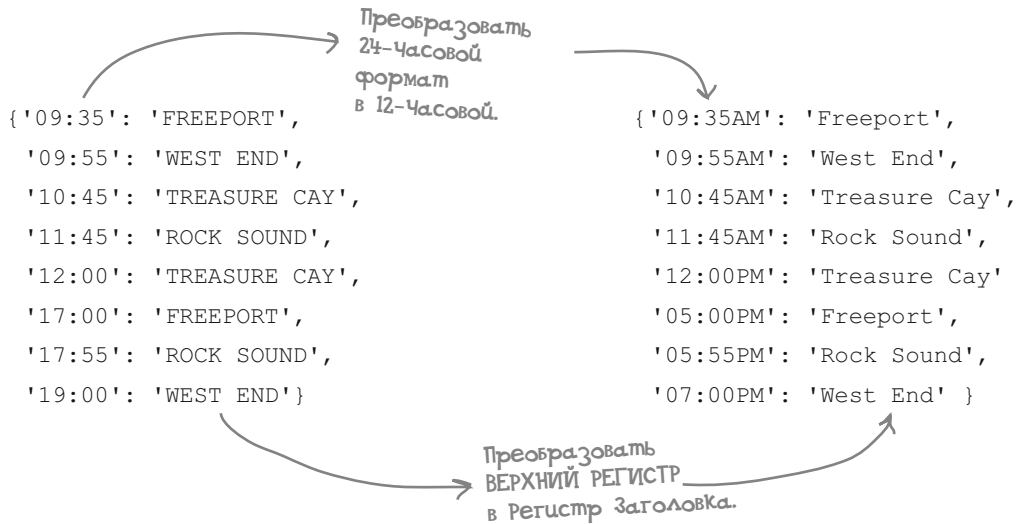 Преобразовать
24-часовой
формат
в 12-часовой.
{'09:35': 'FREEPORT',
'09:55': 'WEST END',
'10:45': 'TREASURE CAY',
'11:45': 'ROCK SOUND',
'12:00': 'TREASURE CAY',
'17:00': 'FREEPORT',
'17:55': 'ROCK SOUND',
'19:00': 'WEST END'}
{'09:35AM': 'Freeport',
'09:55AM': 'West End',
'10:45AM': 'Treasure Cay',
'11:45AM': 'Rock Sound',
'12:00PM': 'Treasure Cay'
'05:00PM': 'Freeport',
'05:55PM': 'Rock Sound',
'07:00PM': 'West End' }
Преобразовать
ВЕРХНИЙ РЕГИСТР
в Регистр Заголовка.